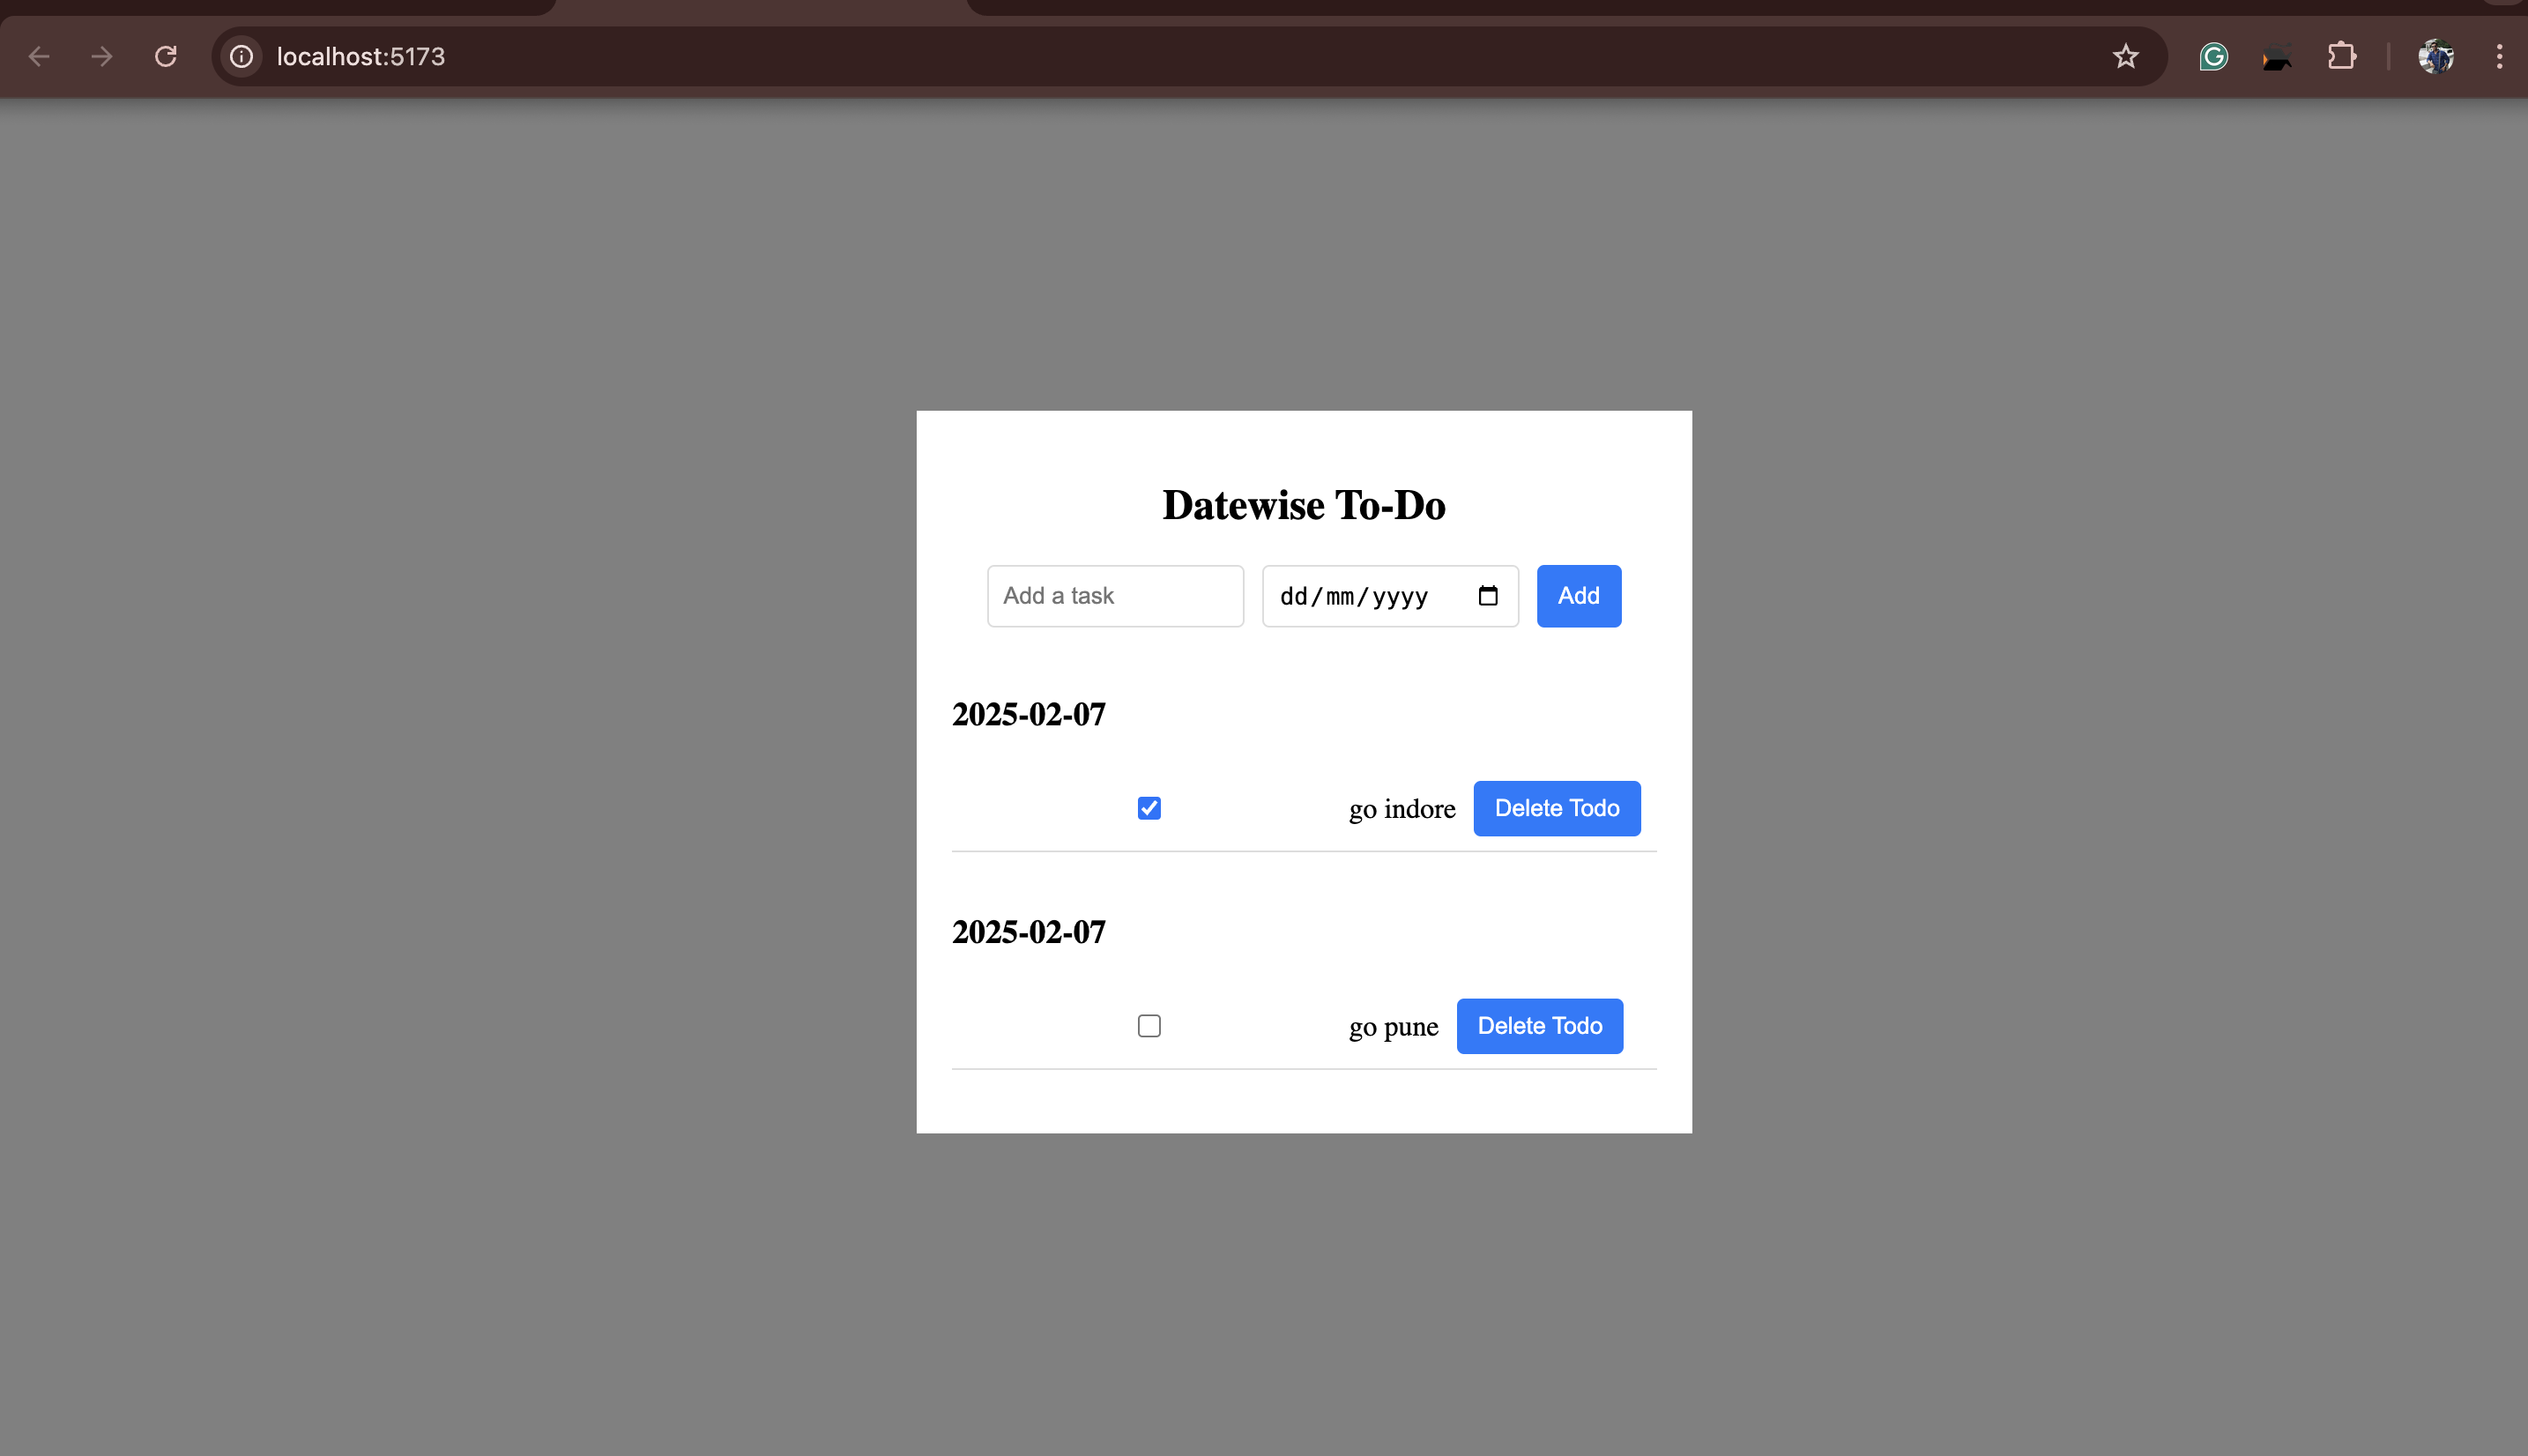 localhost:5173
Datewise To-Do
Add a task dd/mm/yyyy Add
2025-02-07
go indore Delete Todo
2025-02-07
go pune Delete Todo